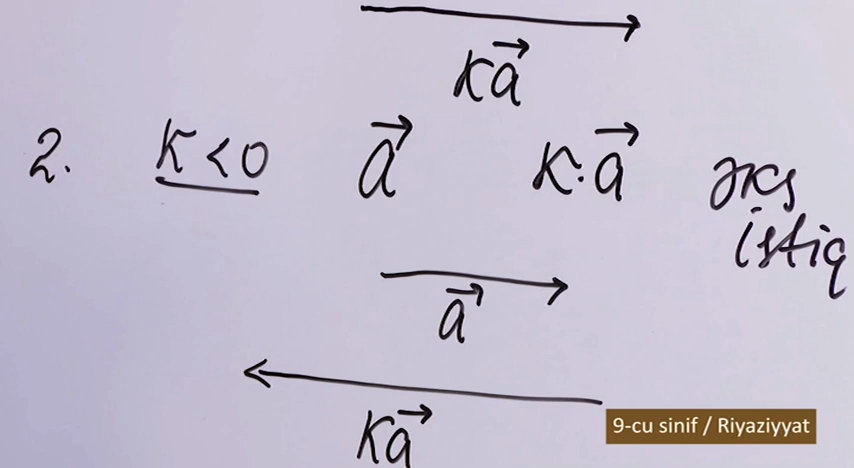 ka⃗
2. K<0 a⃗ K·a⃗ əks
istiq
a⃗
Ka⃗
9-cu sinif / Riyaziyyat